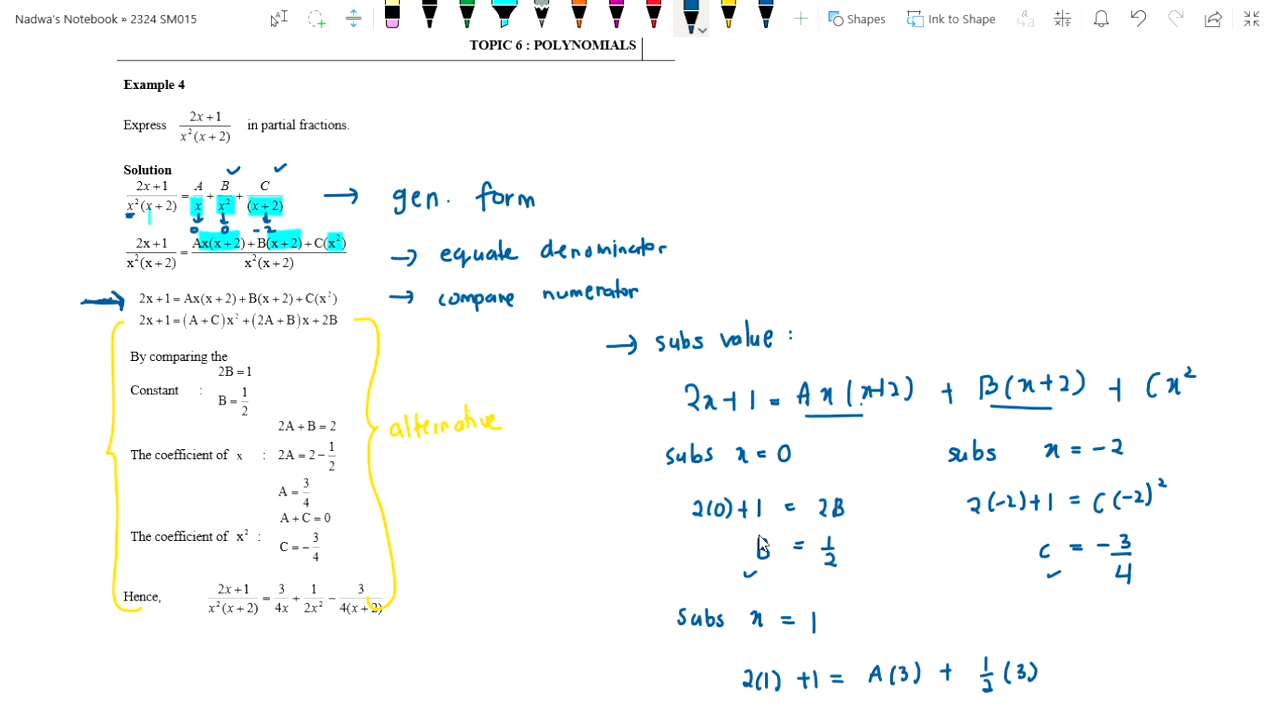 Nadwa's Notebook » 2324 SM015
Shapes
Ink to Shape
TOPIC 6 : POLYNOMIALS
Example 4
Express (2x+1)/(x²(x+2)) in partial fractions.
Solution
(2x+1)/(x²(x+2)) = A/x + B/x² + C/(x+2) → gen. form
0 0 -2
(2x+1)/(x²(x+2)) = (Ax(x+2)+B(x+2)+C(x²))/(x²(x+2)) → equate denominator
2x+1 = Ax(x+2)+B(x+2)+C(x²) → compare numerator
2x+1 = (A+C)x² +(2A+B)x+2B
By comparing the
Constant : 2B = 1
B = 1/2
The coefficient of x : 2A+B = 2
2A = 2 − 1/2
A = 3/4
The coefficient of x² : A+C = 0
C = −3/4
Hence, (2x+1)/(x²(x+2)) = 3/4x + 1/2x² − 3/4(x+2)
alternative
→ subs value :
2x+1 = Ax(x+2) + B(x+2) + Cx²
subs x = 0
2(0)+1 = 2B
B = 1/2
subs x = -2
2(-2)+1 = C(-2)²
C = -3/4
subs x = 1
2(1) +1 = A(3) + 1/2 (3)